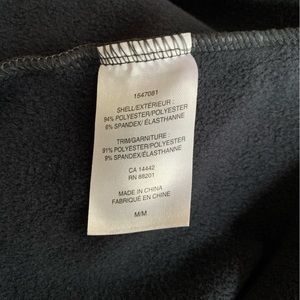 1547081
SHELL/EXTÉRIEUR :
94% POLYESTER/POLYESTER
6% SPANDEX/ ÉLASTHANNE
TRIM/GARNITURE :
91% POLYESTER/POLYESTER
9% SPANDEX/ ÉLASTHANNE
CA 14442
RN 88201
MADE IN CHINA
FABRIQUE EN CHINE
M/M